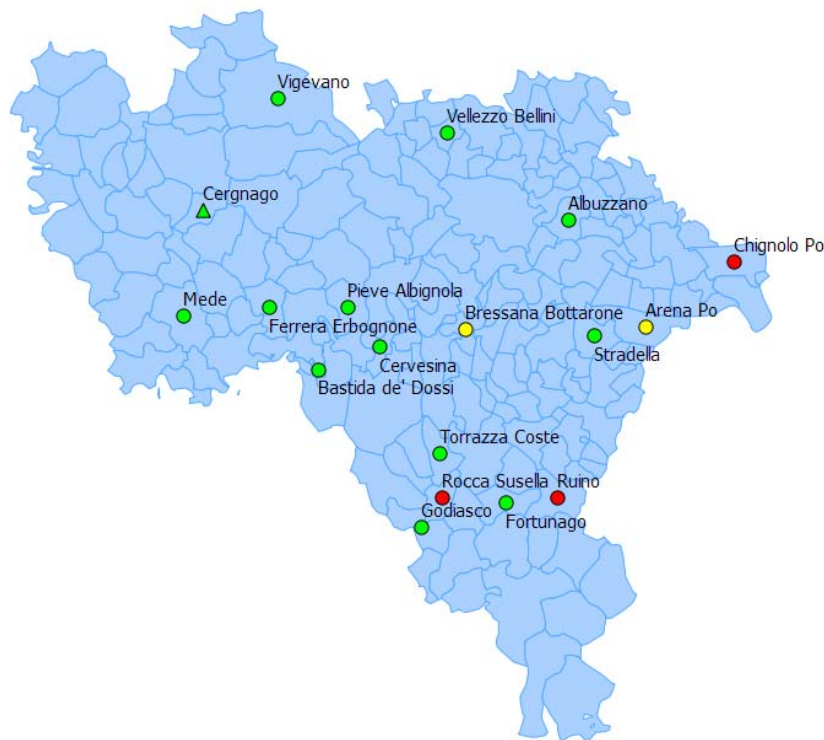 Vigevano
Vellezzo Bellini
Cergnago
Albuzzano
Chignolo Po
Mede
Pieve Albignola
Ferrera Erbognone
Bressana Bottarone
Arena Po
Stradella
Cervesina
Bastida de' Dossi
Torrazza Coste
Rocca Susella
Ruino
Godiasco
Fortunago